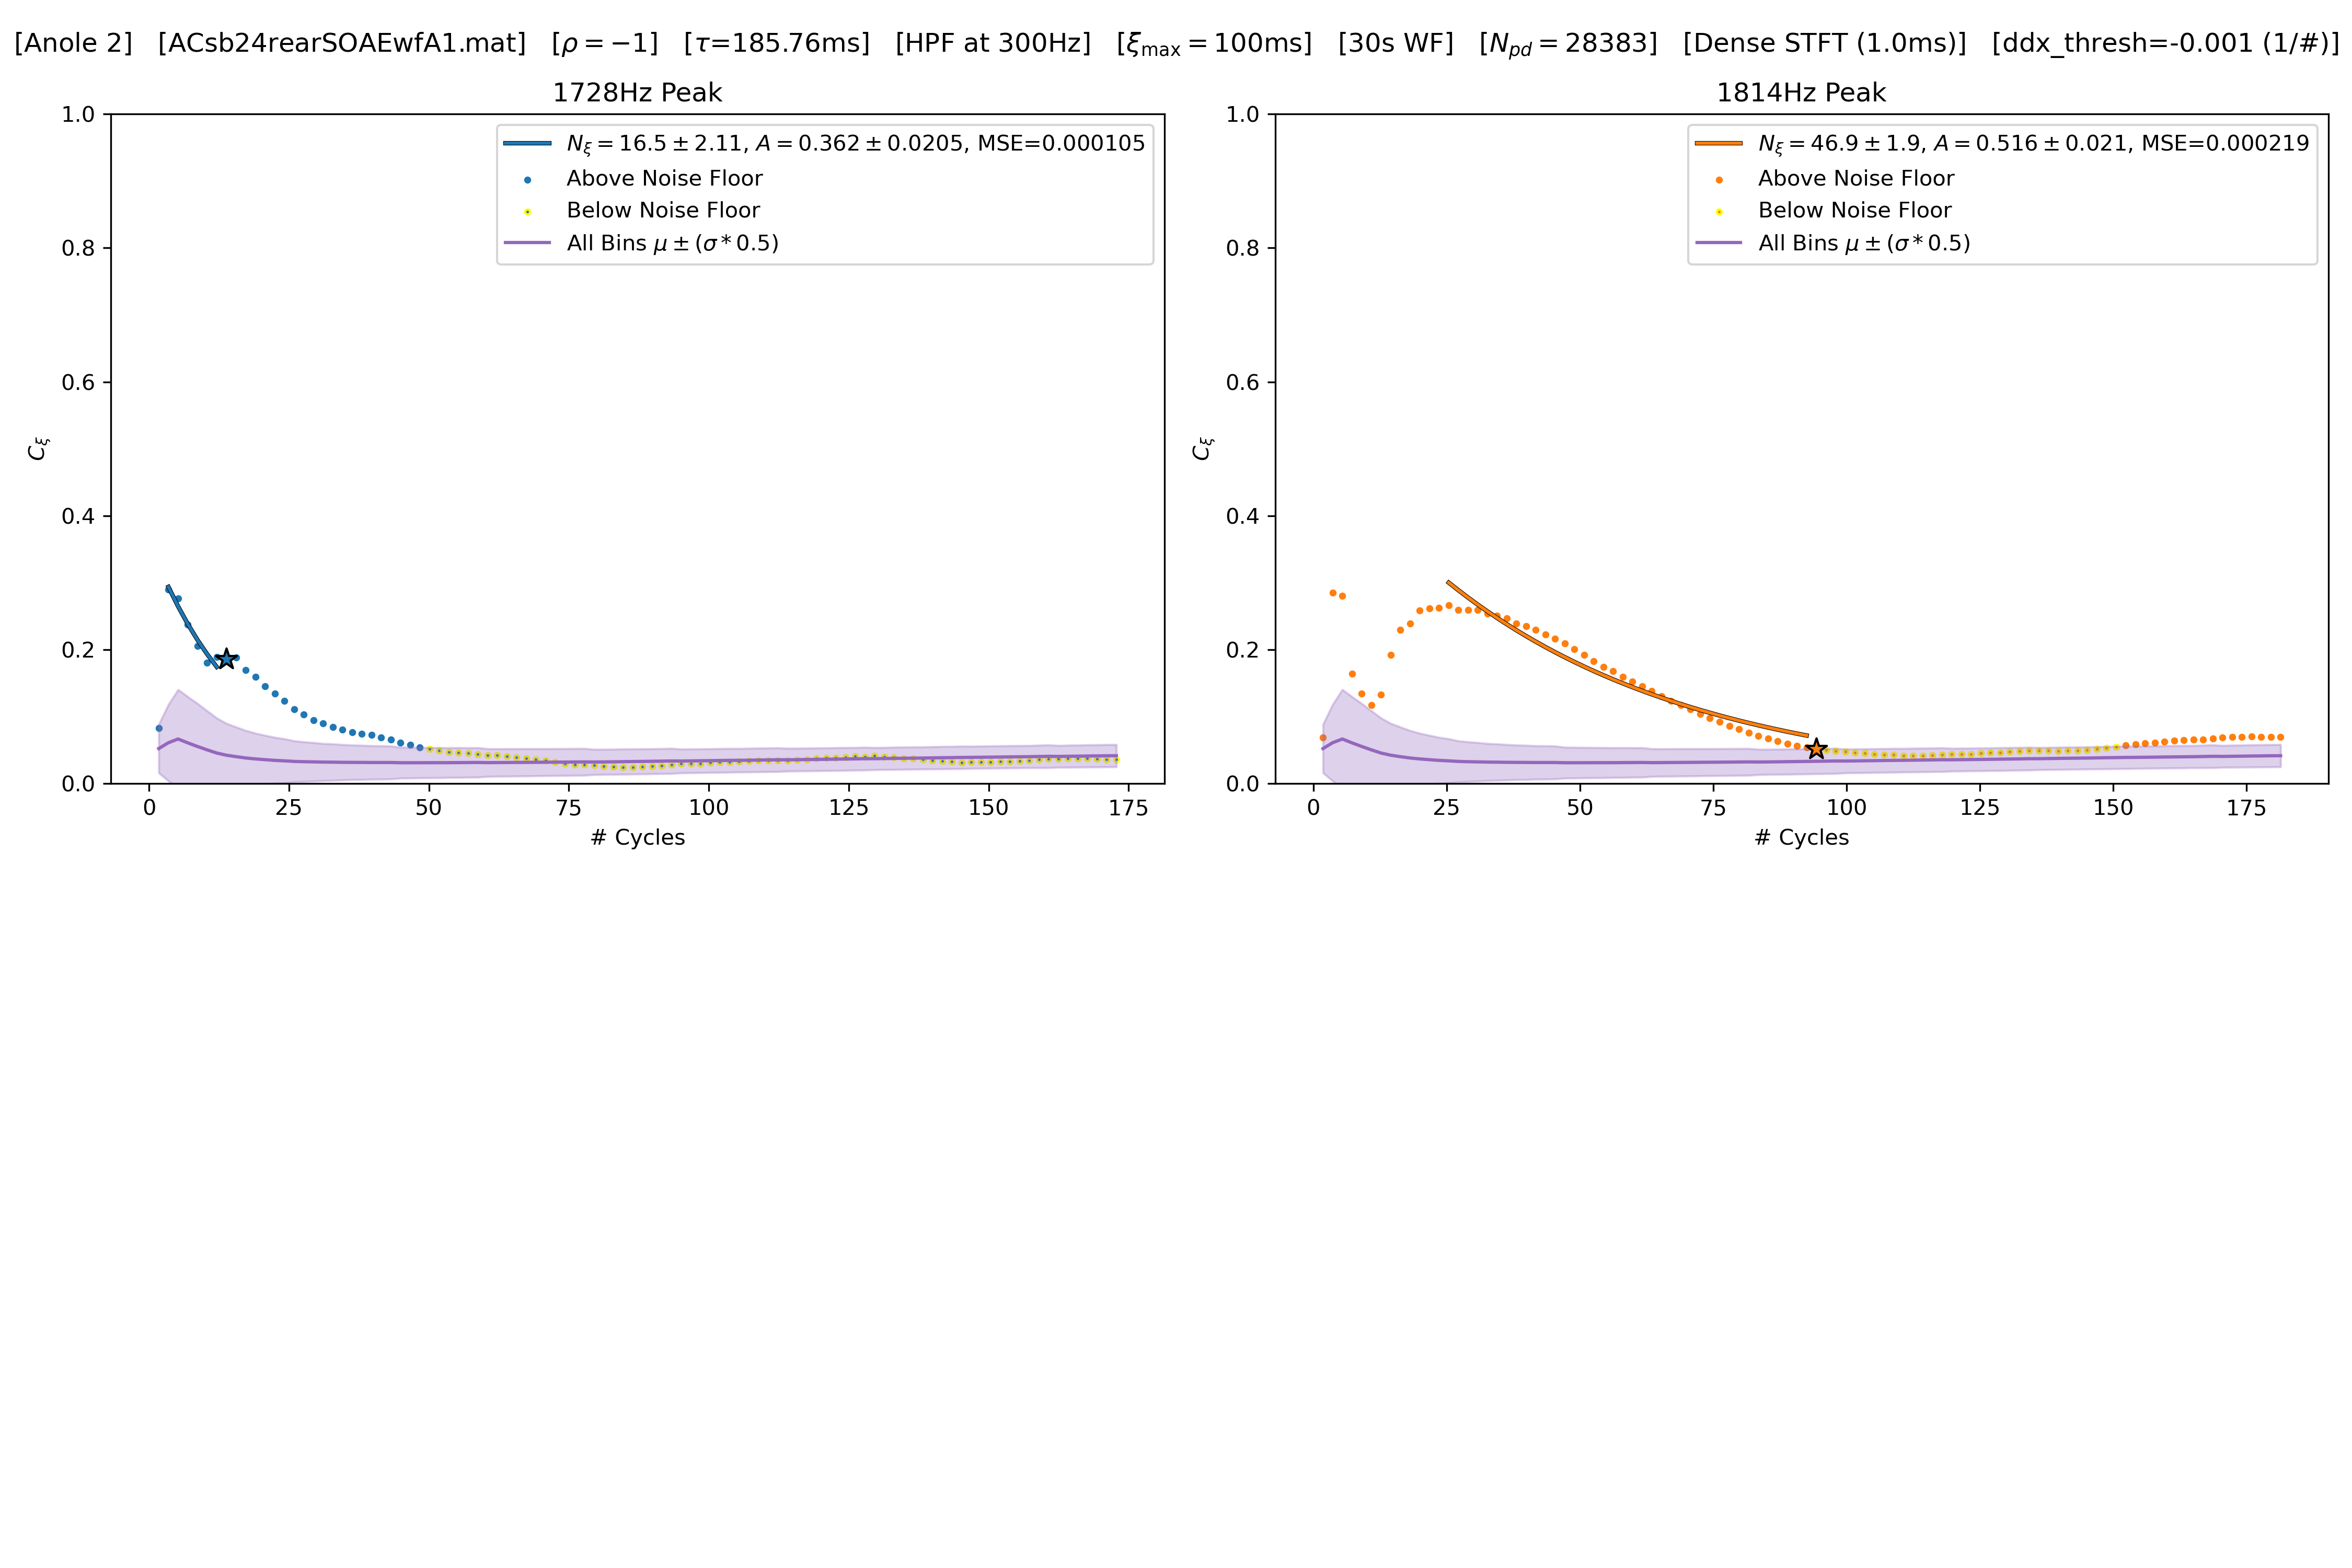 [Anole 2]   [ACsb24rearSOAEwfA1.mat]   [ρ = −1]   [τ=185.76ms]   [HPF at 300Hz]   [ξmax = 100ms]   [30s WF]   [Npd = 28383]   [Dense STFT (1.0ms)]   [ddx_thresh=-0.001 (1/#)]
1728Hz Peak
Nξ = 16.5 ± 2.11, A = 0.362 ± 0.0205, MSE=0.000105
Above Noise Floor
Below Noise Floor
All Bins μ ± (σ * 0.5)
1.0
0.8
0.6
0.4
0.2
0.0
Cξ
0 25 50 75 100 125 150 175
# Cycles
1814Hz Peak
Nξ = 46.9 ± 1.9, A = 0.516 ± 0.021, MSE=0.000219
Above Noise Floor
Below Noise Floor
All Bins μ ± (σ * 0.5)
1.0
0.8
0.6
0.4
0.2
0.0
Cξ
0 25 50 75 100 125 150 175
# Cycles